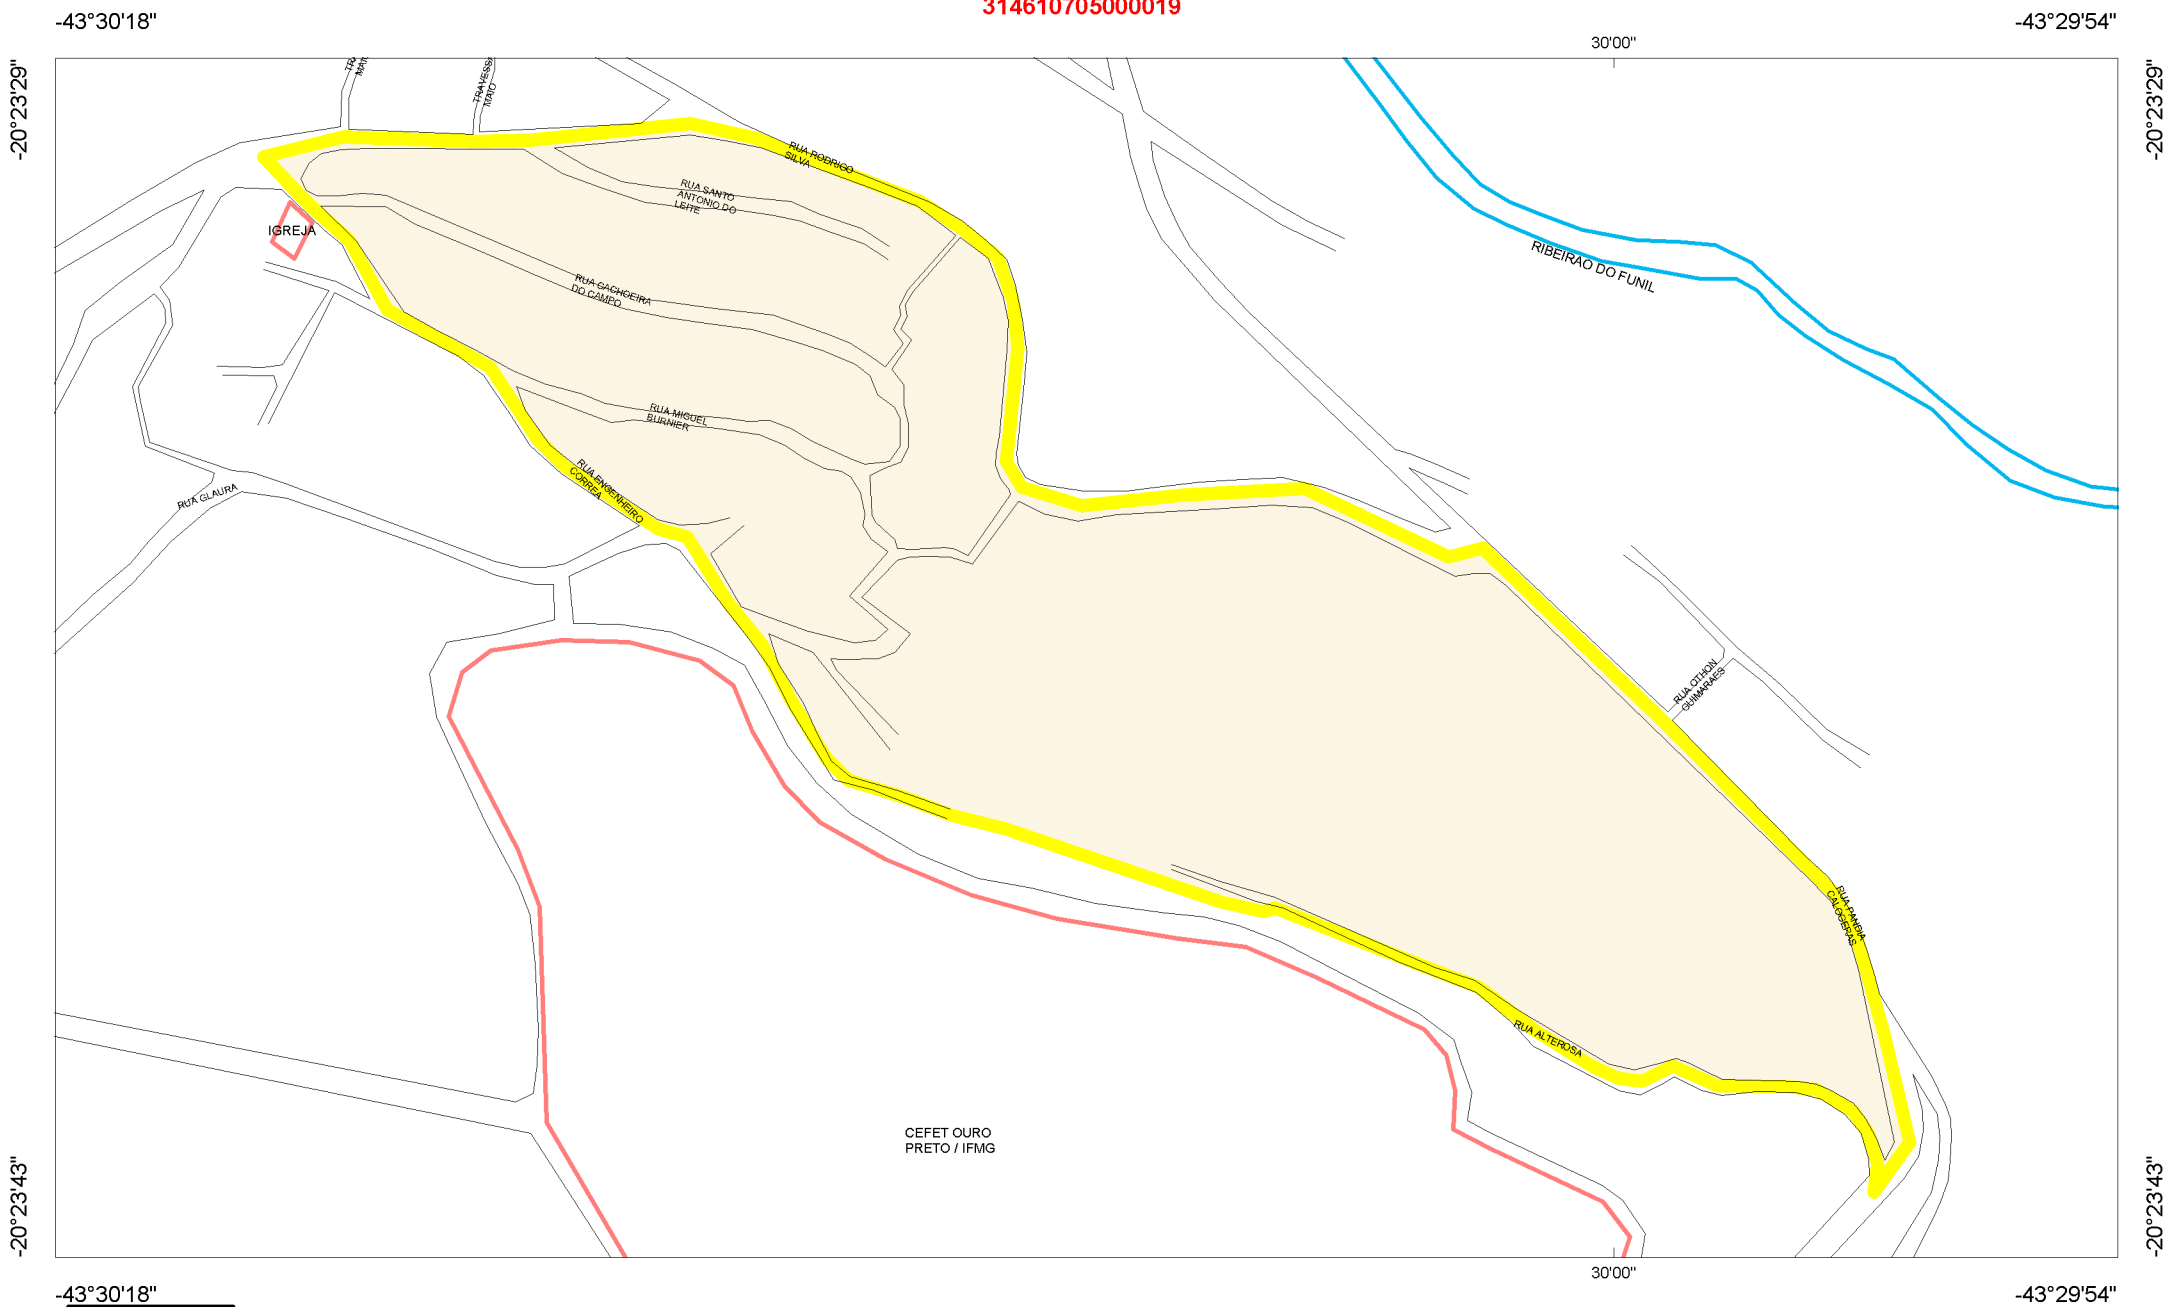 314610705000019
-43°30'18"
-43°29'54"
30'00"
-20°23'29"
-20°23'29"
MAIO
TRAVESSA
MAIO
RUA RODRIGO
SILVA
RUA SANTO
ANTONIO DO
LEITE
IGREJA
RIBEIRAO DO FUNIL
RUA CACHOEIRA
DO CAMPO
RUA MIGUEL
BURNIER
RUA ENGENHEIRO
CORREA
RUA GLAURA
RUA OTHON
GUIMARAES
RUA PANDIA
CALOGERAS
RUA ALTEROSA
CEFET OURO
PRETO / IFMG
-20°23'43"
-20°23'43"
30'00"
-43°30'18"
-43°29'54"